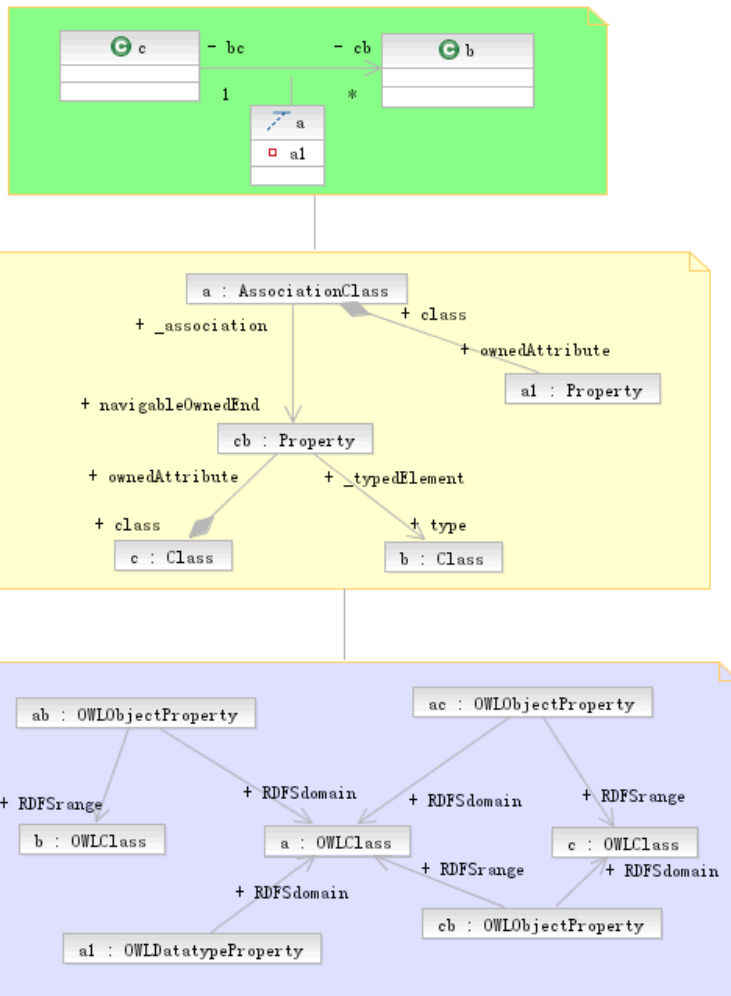 C c
- bc
- cb
C b
1
*
a
a1
a : AssociationClass
+ _association
+ class
+ ownedAttribute
a1 : Property
+ navigableOwnedEnd
cb : Property
+ ownedAttribute
+ _typedElement
+ class
+ type
c : Class
b : Class
ab : OWLObjectProperty
ac : OWLObjectProperty
+ RDFSrange
+ RDFSdomain
+ RDFSdomain
+ RDFSrange
b : OWLClass
a : OWLClass
c : OWLClass
+ RDFSdomain
+ RDFSrange
+ RDFSdomain
cb : OWLObjectProperty
a1 : OWLDatatypeProperty